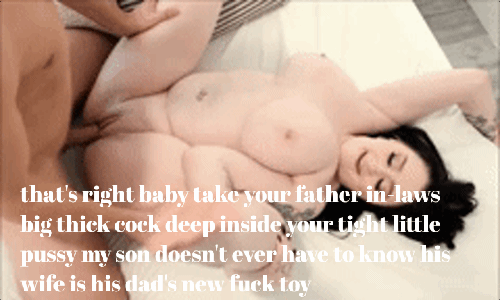 that's right baby take your father in-laws
big thick cock deep inside your tight little
pussy my son doesn't ever have to know his
wife is his dad's new fuck toy